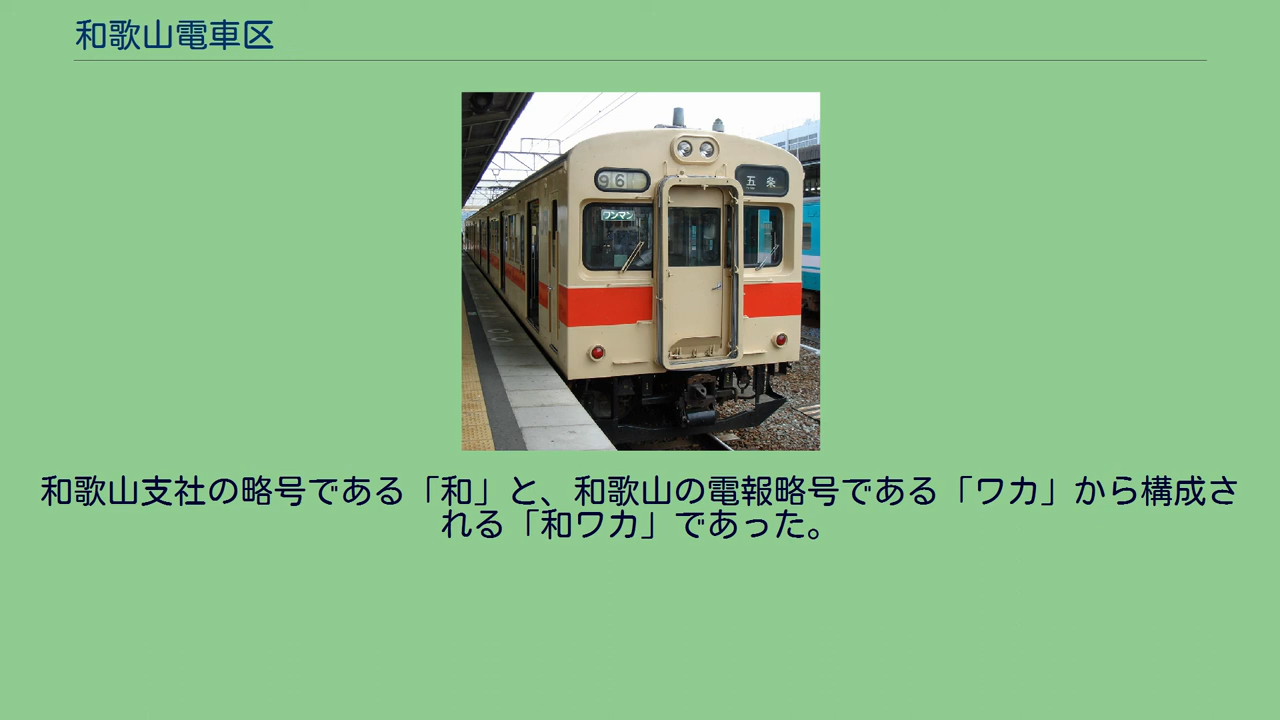 和歌山電車区
96
五条
ワンマン
和歌山支社の略号である「和」と、和歌山の電報略号である「ワカ」から構成さ
れる「和ワカ」であった。